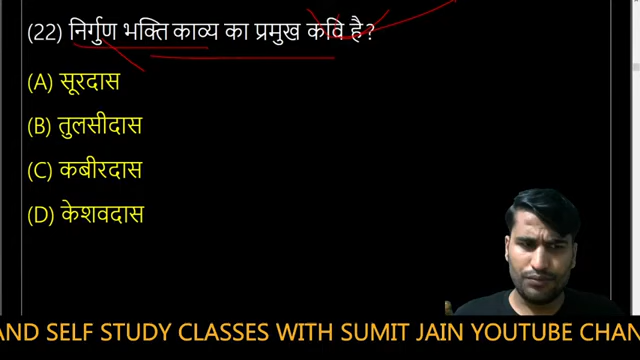 (22) निर्गुण भक्ति काव्य का प्रमुख कवि है?
(A) सूरदास
(B) तुलसीदास
(C) कबीरदास
(D) केशवदास
AND SELF STUDY CLASSES WITH SUMIT JAIN YOUTUBE CHAN